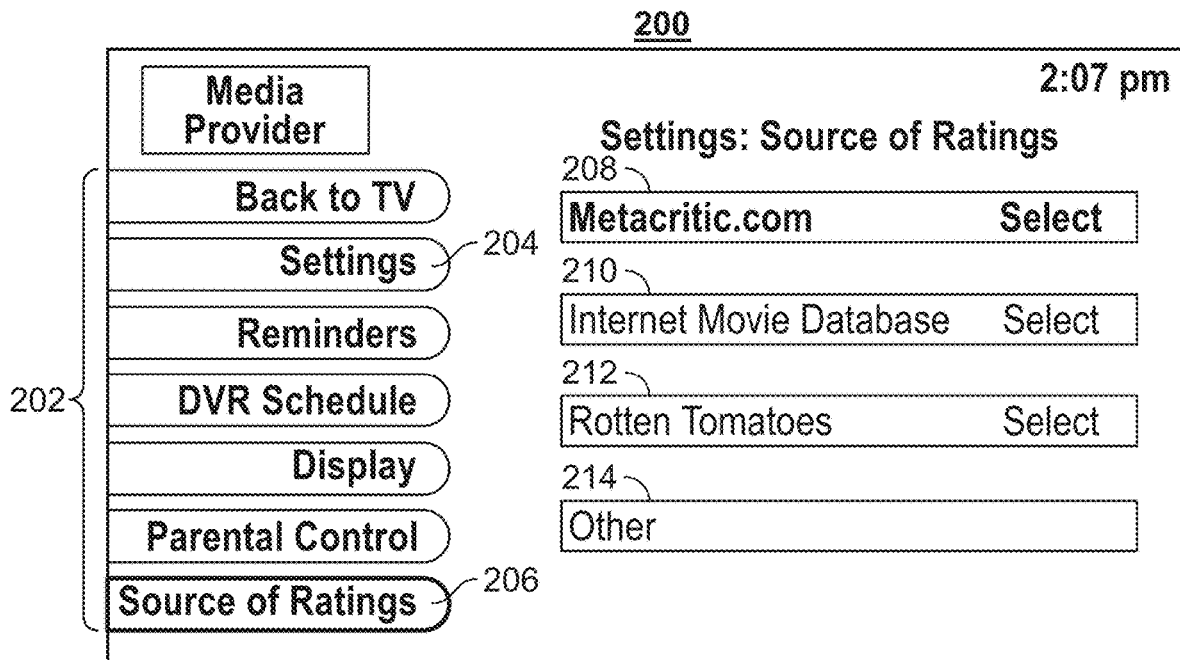 200
Media
Provider
2:07 pm
Settings: Source of Ratings
202
Back to TV
Settings 204
Reminders
DVR Schedule
Display
Parental Control
Source of Ratings 206
208
Metacritic.com Select
210
Internet Movie Database Select
212
Rotten Tomatoes Select
214
Other